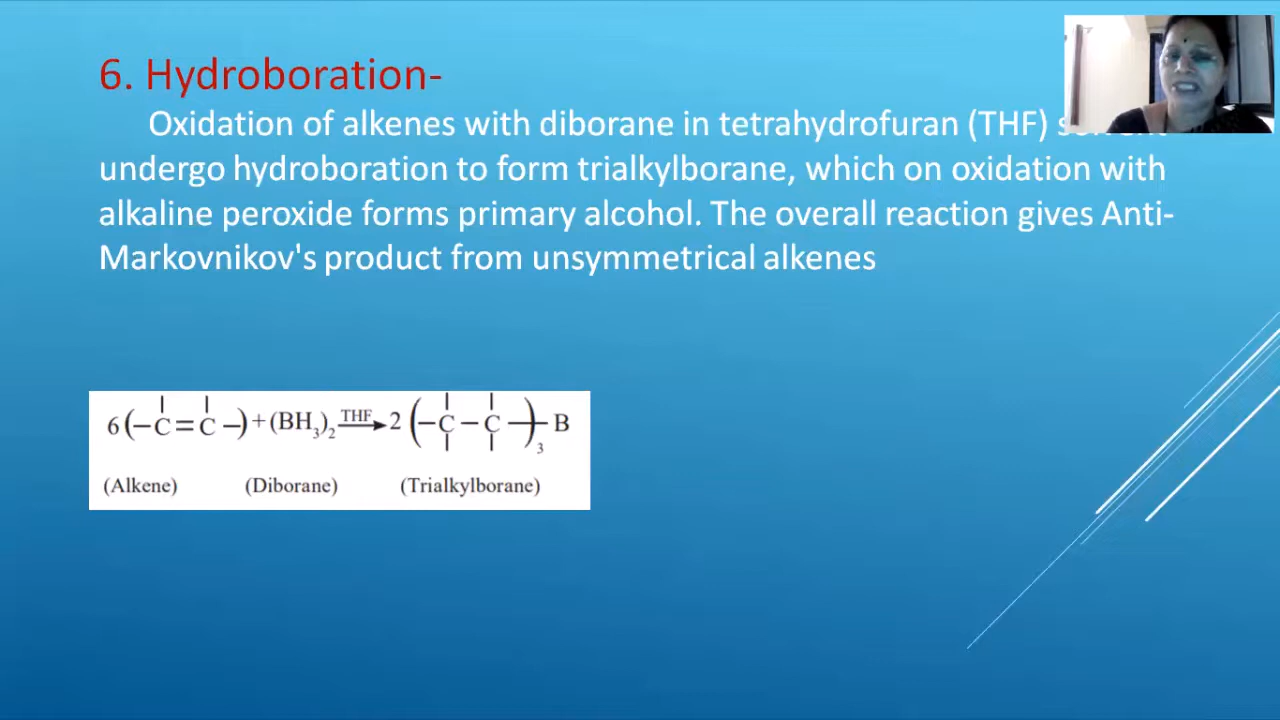 6. Hydroboration-
Oxidation of alkenes with diborane in tetrahydrofuran (THF)
undergo hydroboration to form trialkylborane, which on oxidation with
alkaline peroxide forms primary alcohol. The overall reaction gives Anti-
Markovnikov's product from unsymmetrical alkenes
6(–C=C–)+(BH₃)₂ THF→ 2(–C–C–)₃–B
(Alkene) (Diborane) (Trialkylborane)